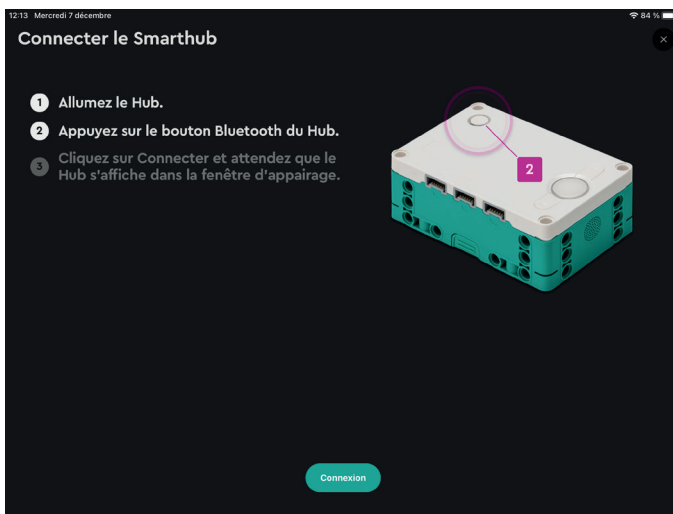 12:13 Mercredi 7 décembre
84 %
Connecter le Smarthub
1 Allumez le Hub.
2 Appuyez sur le bouton Bluetooth du Hub.
3 Cliquez sur Connecter et attendez que le
Hub s'affiche dans la fenêtre d'appairage.
2
Connexion